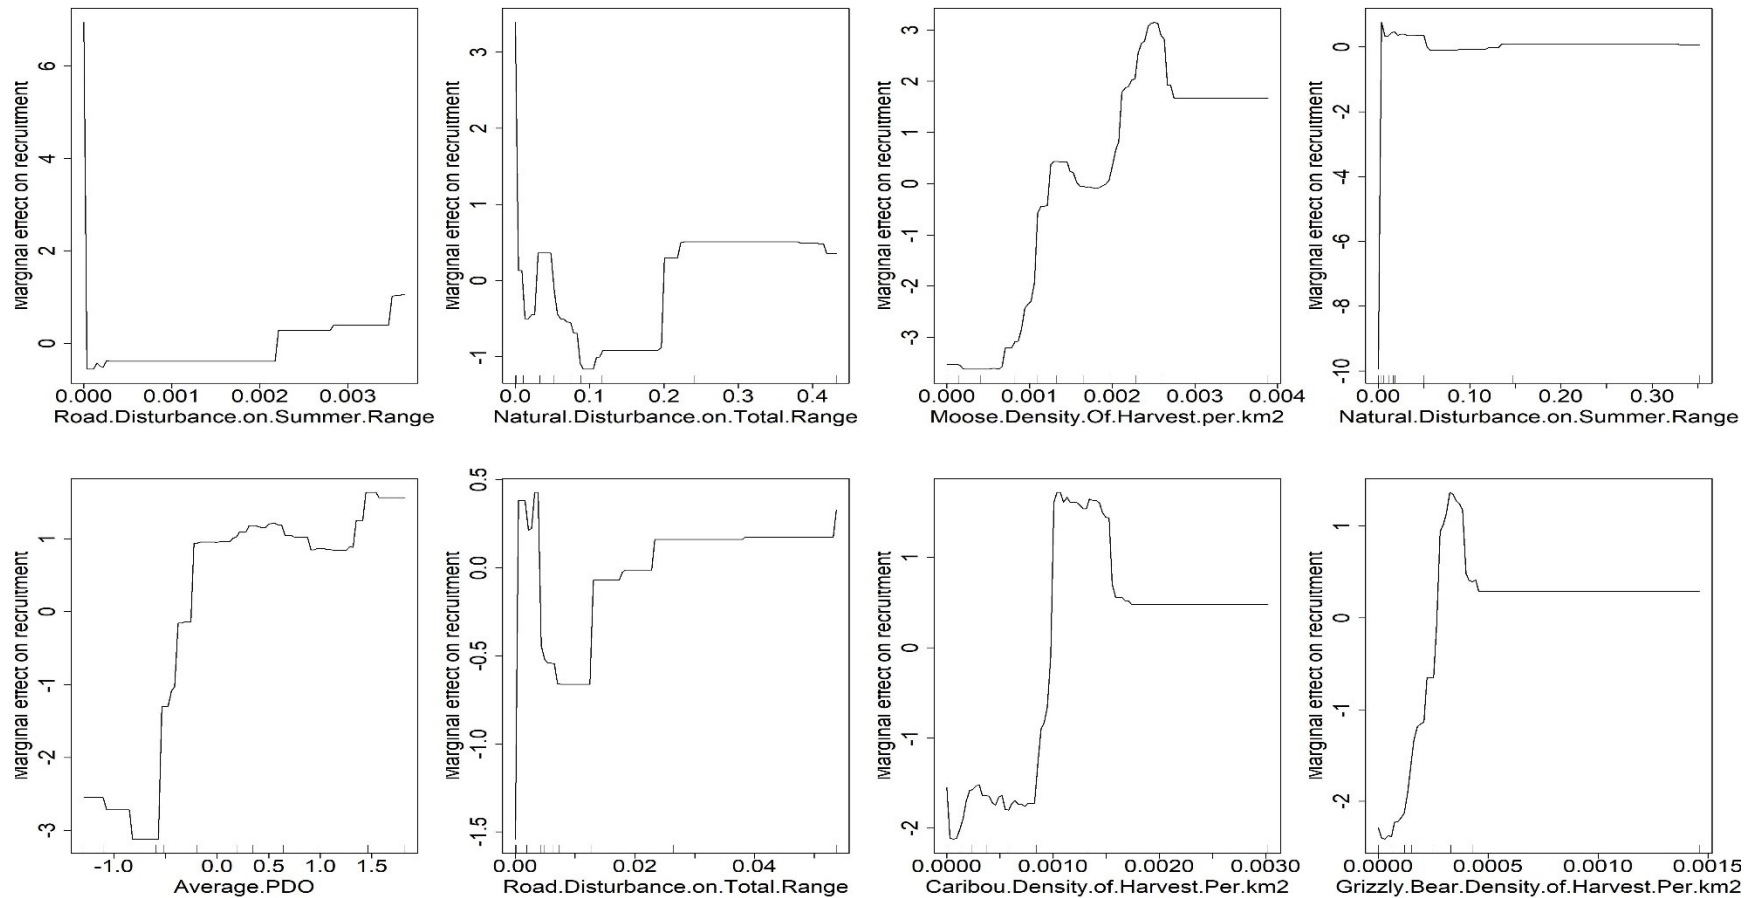 Marginal effect on recruitment
6
4
2
0
0.000 0.001 0.002 0.003
Road.Disturbance.on.Summer.Range
Marginal effect on recruitment
3
2
1
0
-1
0.0 0.1 0.2 0.3 0.4
Natural.Disturbance.on.Total.Range
Marginal effect on recruitment
3
2
1
0
-1
-2
-3
0.000 0.001 0.002 0.003 0.004
Moose.Density.Of.Harvest.per.km2
Marginal effect on recruitment
0
-2
-4
-6
-8
-10
0.00 0.10 0.20 0.30
Natural.Disturbance.on.Summer.Range
Marginal effect on recruitment
1
0
-1
-2
-3
-1.0 0.0 0.5 1.0 1.5
Average.PDO
Marginal effect on recruitment
0.5
0.0
-0.5
-1.0
-1.5
0.00 0.02 0.04
Road.Disturbance.on.Total.Range
Marginal effect on recruitment
1
0
-1
-2
0.0000 0.0010 0.0020 0.0030
Caribou.Density.of.Harvest.Per.km2
Marginal effect on recruitment
1
0
-1
-2
0.0000 0.0005 0.0010 0.0015
Grizzly.Bear.Density.of.Harvest.Per.km2